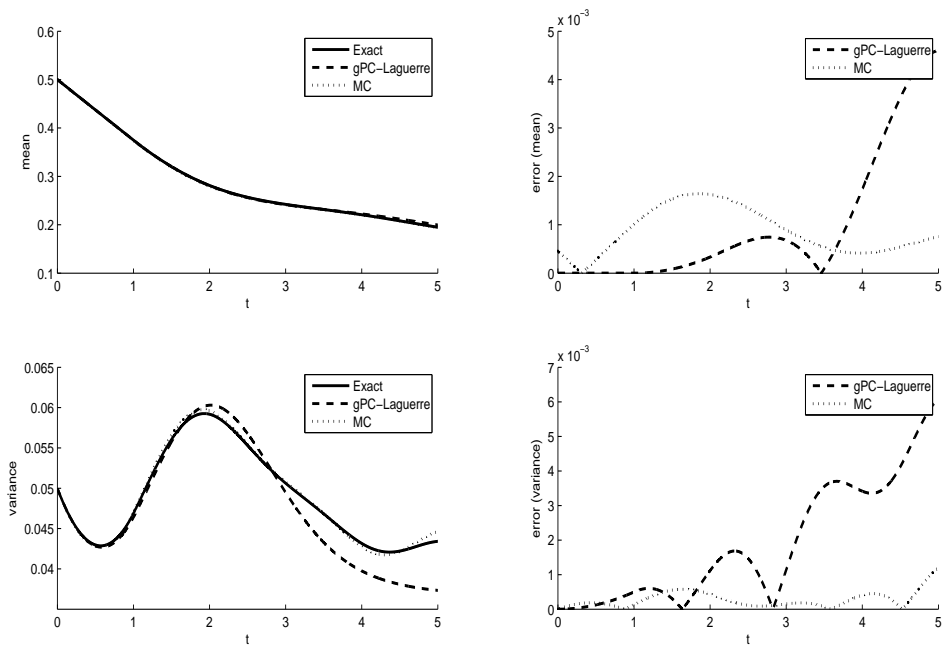 0.6
0.5
0.4
0.3
0.2
0.1
0 1 2 3 4 5
t
mean
Exact
gPC−Laguerre
MC
x 10−3
5
4
3
2
1
0
0 1 2 3 4 5
t
error (mean)
gPC−Laguerre
MC
0.065
0.06
0.055
0.05
0.045
0.04
0 1 2 3 4 5
t
variance
Exact
gPC−Laguerre
MC
x 10−3
7
6
5
4
3
2
1
0
0 1 2 3 4 5
t
error (variance)
gPC−Laguerre
MC